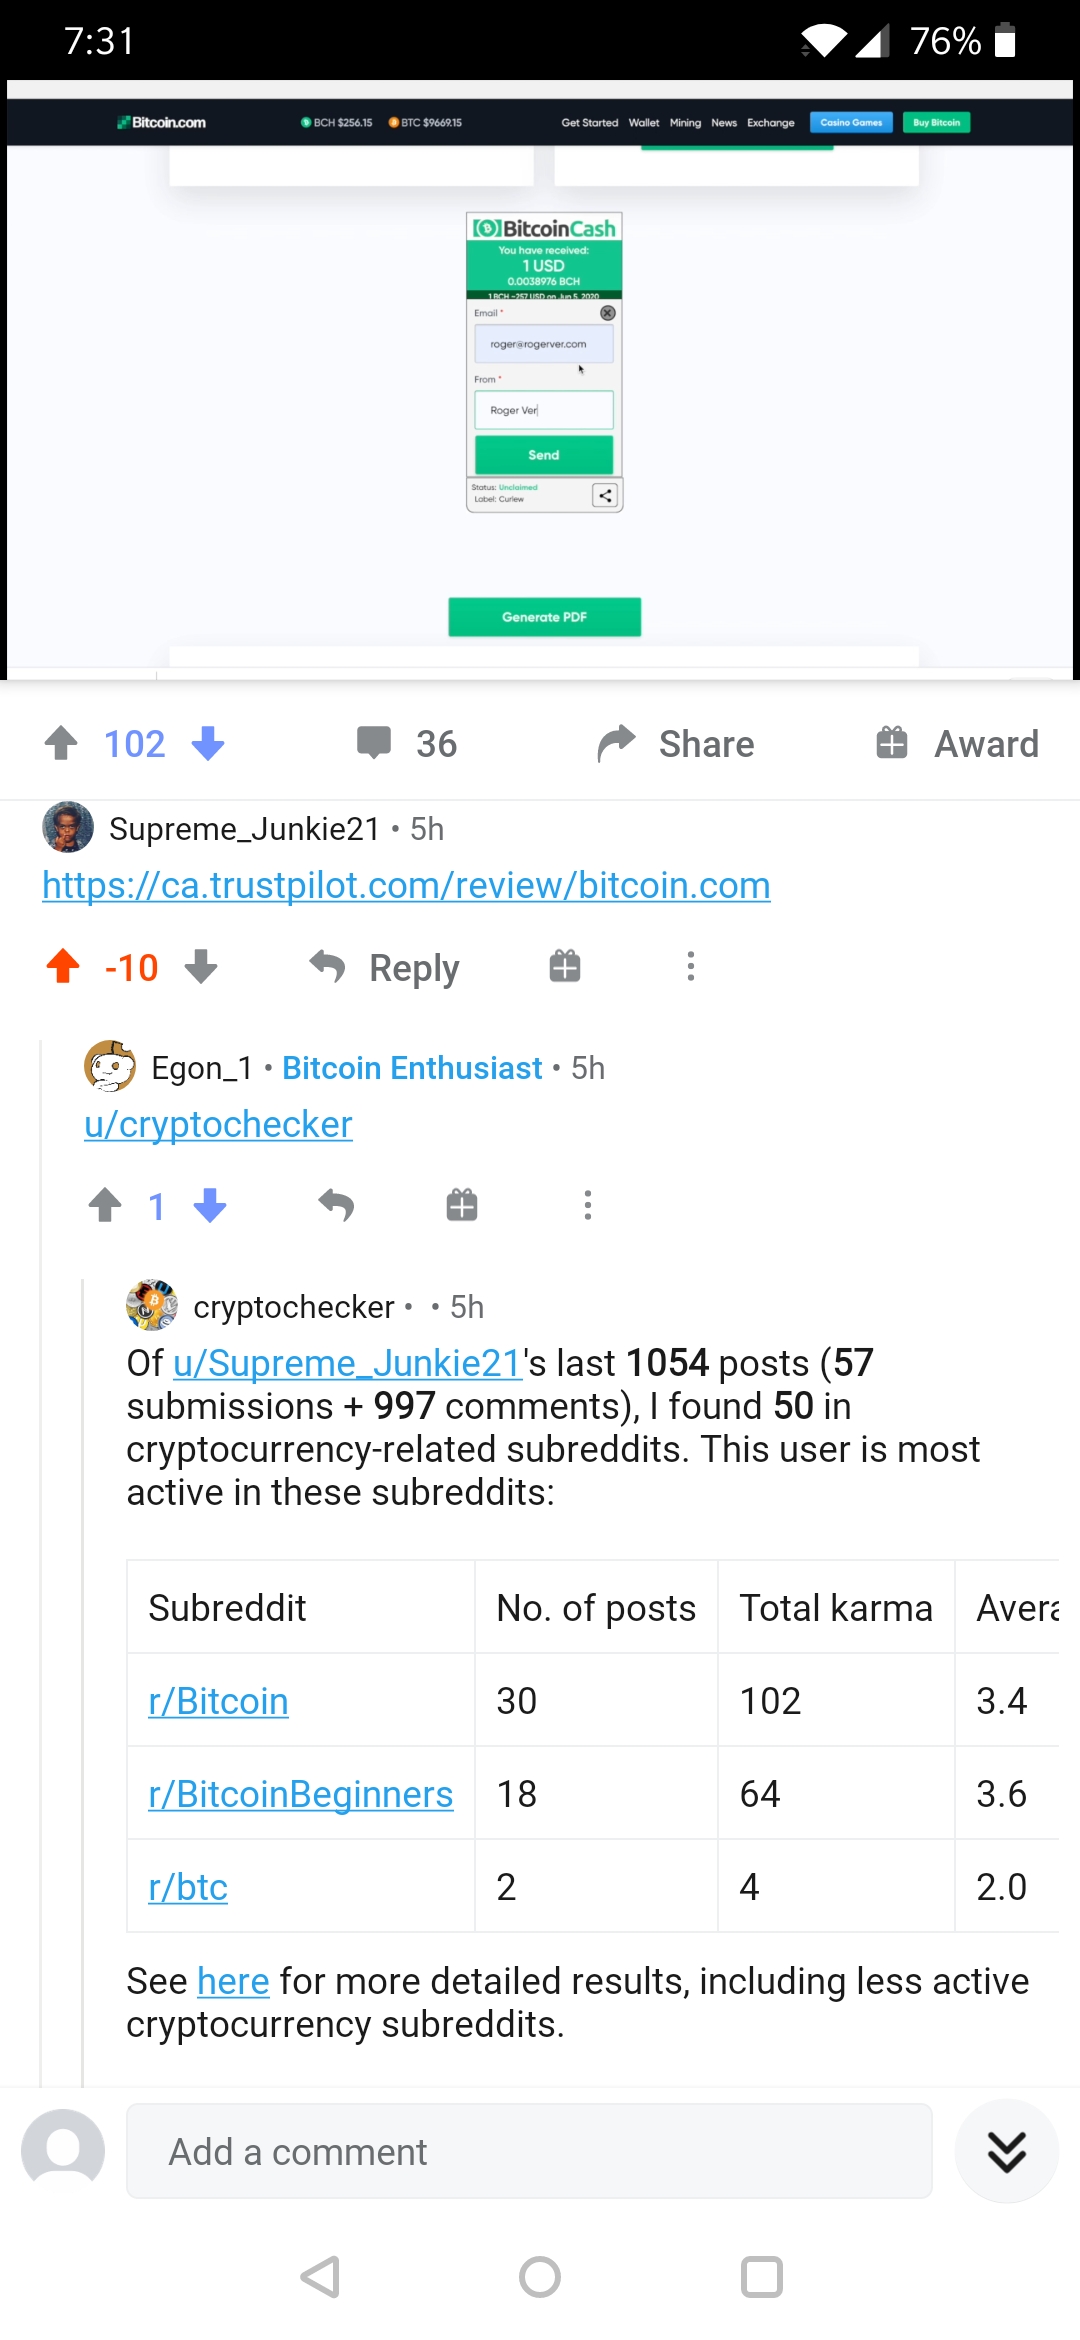 7:31
76%
Bitcoin.com
BCH $256.15
BTC $9669.15
Get Started Wallet Mining News Exchange
Casino Games
Buy Bitcoin
BitcoinCash
You have received:
1 USD
0.0038976 BCH
1 BCH ~257 USD on Jun 5, 2020
Email *
roger@rogerver.com
From *
Roger Ver
Send
Status: Unclaimed
Label: Curlew
Generate PDF
102
36
Share
Award
Supreme_Junkie21 • 5h
https://ca.trustpilot.com/review/bitcoin.com
-10
Reply
Egon_1 • Bitcoin Enthusiast • 5h
u/cryptochecker
1
cryptochecker • • 5h
Of u/Supreme_Junkie21's last 1054 posts (57
submissions + 997 comments), I found 50 in
cryptocurrency-related subreddits. This user is most
active in these subreddits:
Subreddit No. of posts Total karma Avera
r/Bitcoin 30 102 3.4
r/BitcoinBeginners 18 64 3.6
r/btc 2 4 2.0
See here for more detailed results, including less active
cryptocurrency subreddits.
Add a comment